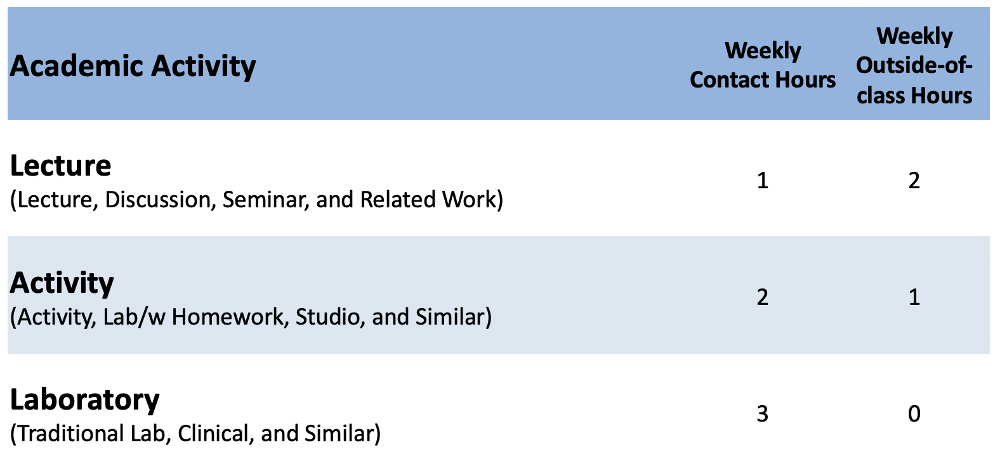 Academic Activity
Weekly
Contact Hours
Weekly
Outside-of-
class Hours
Lecture
(Lecture, Discussion, Seminar, and Related Work)
1
2
Activity
(Activity, Lab/w Homework, Studio, and Similar)
2
1
Laboratory
(Traditional Lab, Clinical, and Similar)
3
0